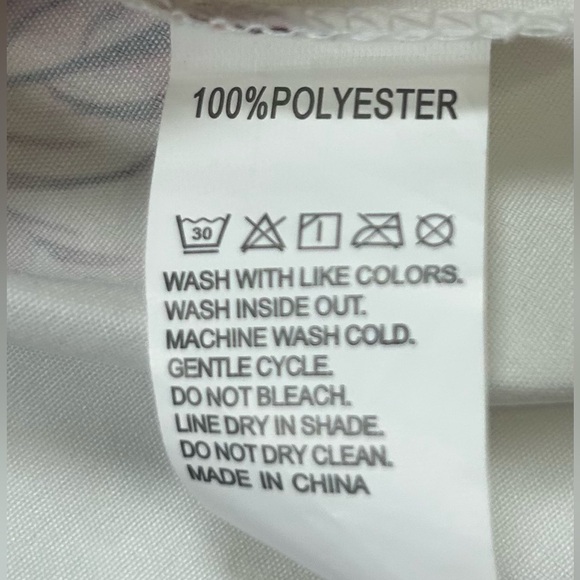 100%POLYESTER
30
WASH WITH LIKE COLORS.
WASH INSIDE OUT.
MACHINE WASH COLD.
GENTLE CYCLE.
DO NOT BLEACH.
LINE DRY IN SHADE.
DO NOT DRY CLEAN.
MADE IN CHINA